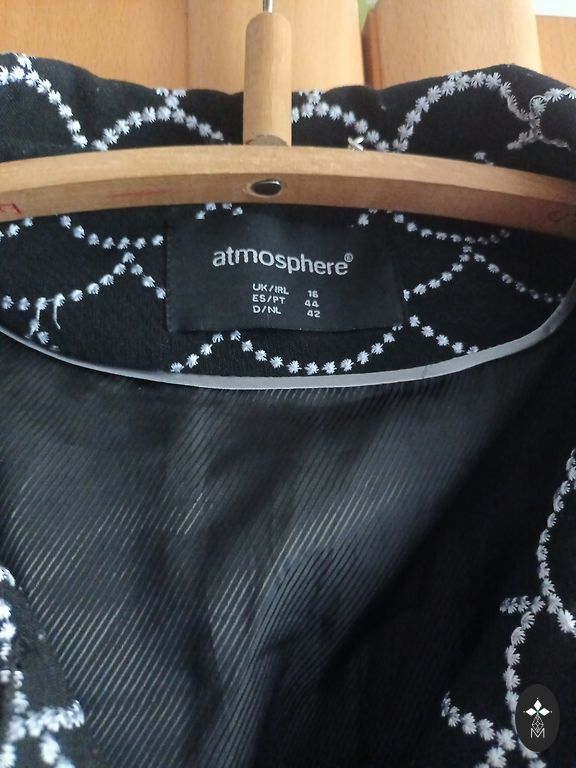 atmosphere®
UK/IRL 16
ES/PT 44
D/NL 42
M